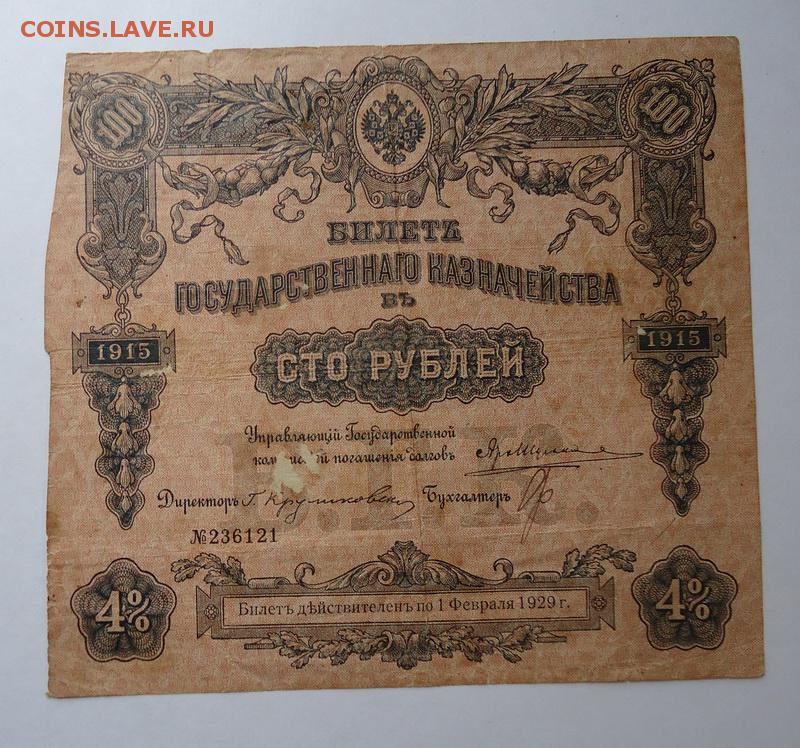 COINS.LAVE.RU
100 100
БИЛЕТЪ
ГОСУДАРСТВЕННАГО КАЗНАЧЕЙСТВА
ВЪ
1915 1915
СТО РУБЛЕЙ
Управляющій Государственной
погашенія долговъ
Директоръ Бухгалтеръ
№236121
4% 4%
Билетъ дѣйствителенъ по 1 Февраля 1929 г.